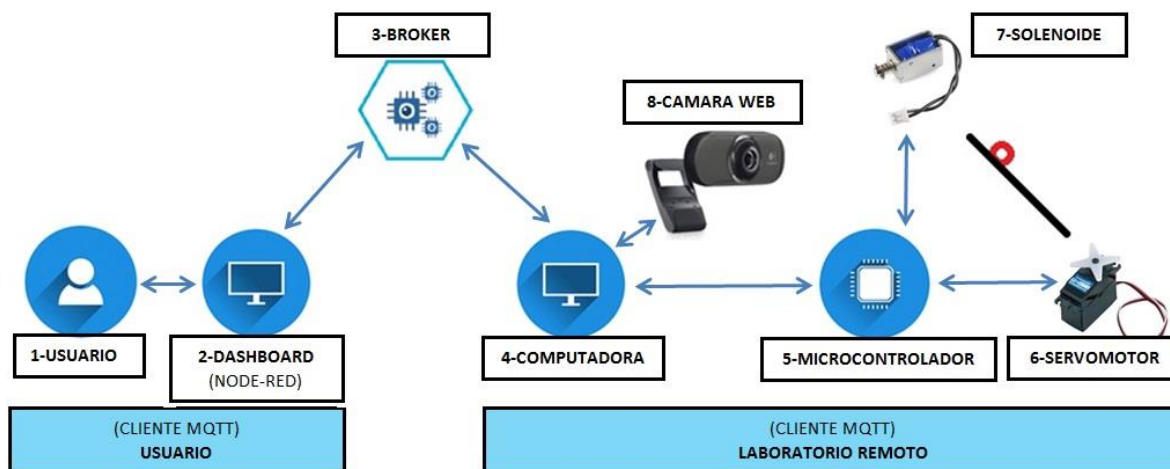 3-BROKER
7-SOLENOIDE
8-CAMARA WEB
1-USUARIO
2-DASHBOARD
(NODE-RED)
4-COMPUTADORA
5-MICROCONTROLADOR
6-SERVOMOTOR
(CLIENTE MQTT)
USUARIO
(CLIENTE MQTT)
LABORATORIO REMOTO